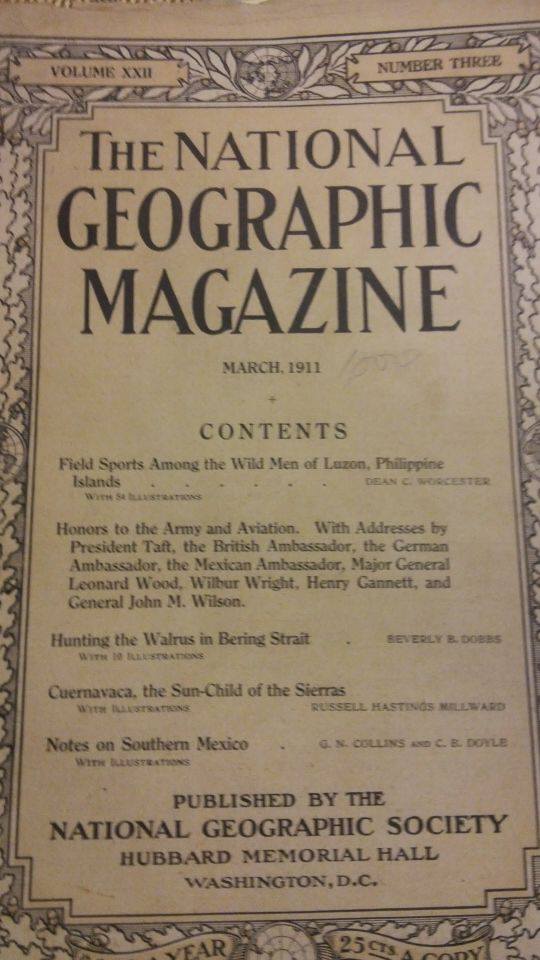 VOLUME XXII
NUMBER THREE
THE NATIONAL
GEOGRAPHIC
MAGAZINE
MARCH, 1911
CONTENTS
Field Sports Among the Wild Men of Luzon, Philippine
Islands . . . . . . DEAN C. WORCESTER
WITH 54 ILLUSTRATIONS
Honors to the Army and Aviation. With Addresses by
President Taft, the British Ambassador, the German
Ambassador, the Mexican Ambassador, Major General
Leonard Wood, Wilbur Wright, Henry Gannett, and
General John M. Wilson.
Hunting the Walrus in Bering Strait . BEVERLY B. DOBBS
WITH 10 ILLUSTRATIONS
Cuernavaca, the Sun-Child of the Sierras
WITH ILLUSTRATIONS RUSSELL HASTINGS MILLWARD
Notes on Southern Mexico . G. N. COLLINS AND C. B. DOYLE
WITH ILLUSTRATIONS
PUBLISHED BY THE
NATIONAL GEOGRAPHIC SOCIETY
HUBBARD MEMORIAL HALL
WASHINGTON, D.C.
A YEAR
25 CTS. A COPY